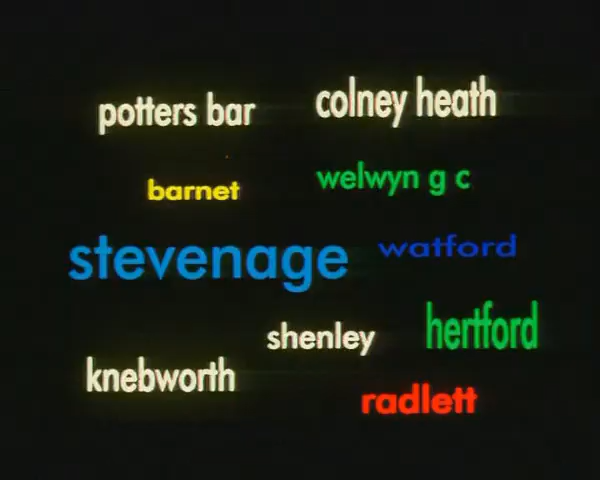 potters bar
colney heath
barnet
welwyn g c
stevenage
watford
shenley
hertford
knebworth
radlett